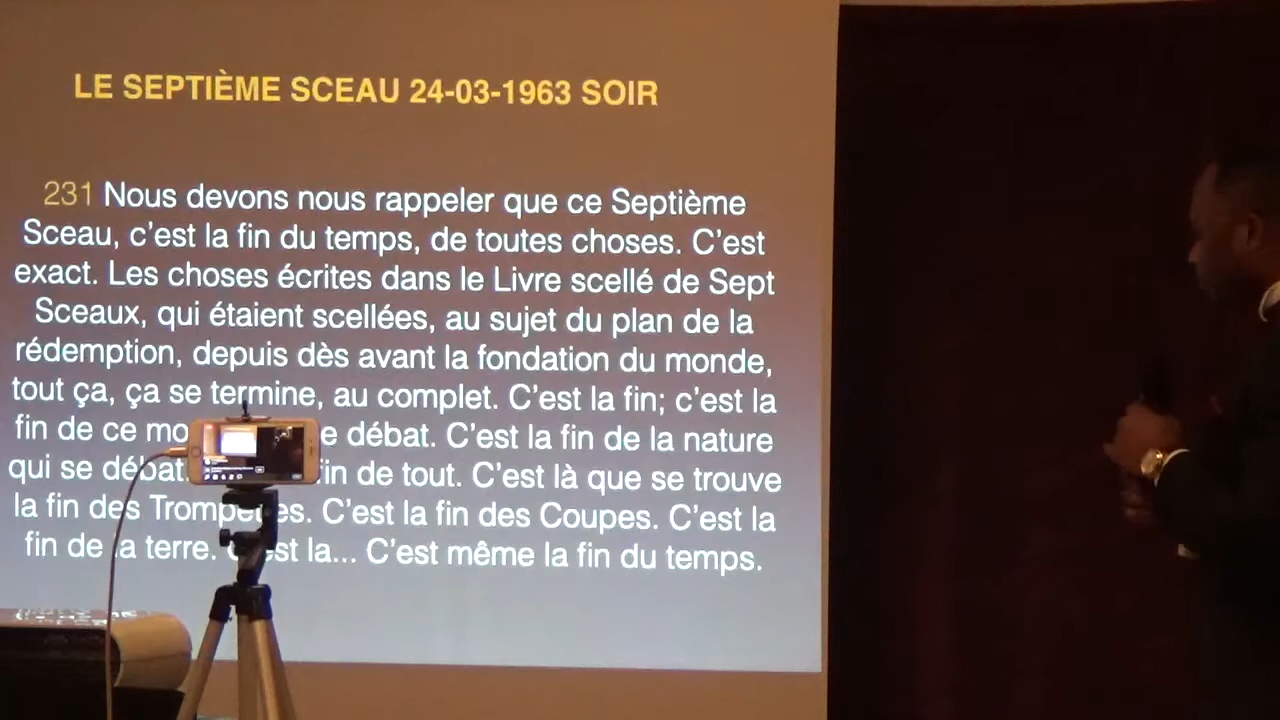 LE SEPTIÈME SCEAU 24-03-1963 SOIR
231 Nous devons nous rappeler que ce Septième
Sceau, c'est la fin du temps, de toutes choses. C'est
exact. Les choses écrites dans le Livre scellé de Sept
Sceaux, qui étaient scellées, au sujet du plan de la
rédemption, depuis dès avant la fondation du monde,
tout ça, ça se termine, au complet. C'est la fin; c'est la
fin de ce débat. C'est la fin de la nature
qui se débat. fin de tout. C'est là que se trouve
la fin des Trompettes. C'est la fin des Coupes. C'est la
fin de la terre. C'est la... C'est même la fin du temps.